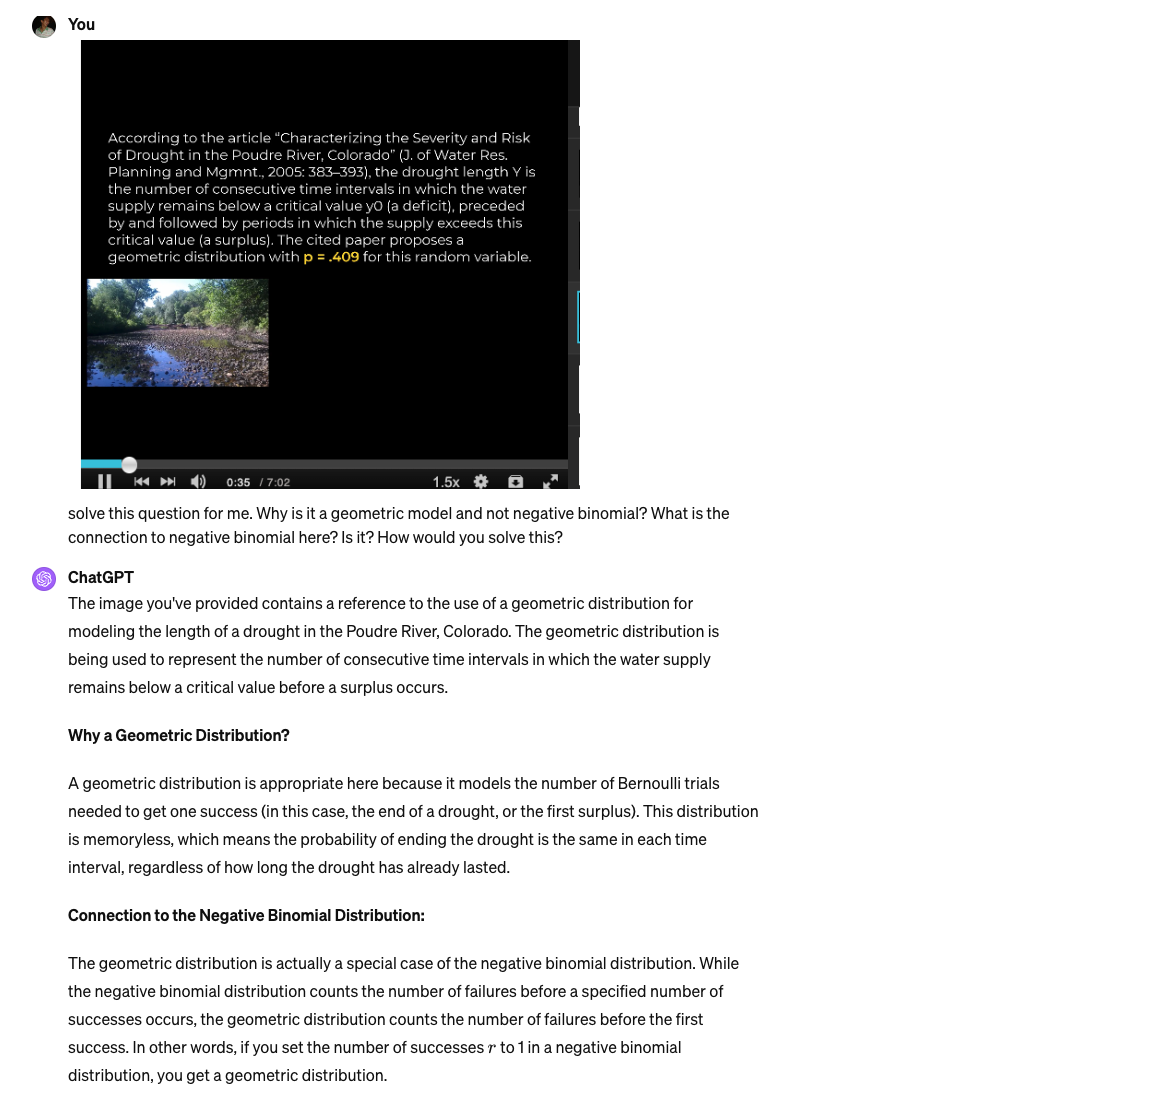 You
According to the article “Characterizing the Severity and Risk
of Drought in the Poudre River, Colorado” (J. of Water Res.
Planning and Mgmnt., 2005: 383–393), the drought length Y is
the number of consecutive time intervals in which the water
supply remains below a critical value y0 (a deficit), preceded
by and followed by periods in which the supply exceeds this
critical value (a surplus). The cited paper proposes a
geometric distribution with p = .409 for this random variable.
0:35 / 7:02
1.5x
solve this question for me. Why is it a geometric model and not negative binomial? What is the
connection to negative binomial here? Is it? How would you solve this?
ChatGPT
The image you've provided contains a reference to the use of a geometric distribution for
modeling the length of a drought in the Poudre River, Colorado. The geometric distribution is
being used to represent the number of consecutive time intervals in which the water supply
remains below a critical value before a surplus occurs.
Why a Geometric Distribution?
A geometric distribution is appropriate here because it models the number of Bernoulli trials
needed to get one success (in this case, the end of a drought, or the first surplus). This distribution
is memoryless, which means the probability of ending the drought is the same in each time
interval, regardless of how long the drought has already lasted.
Connection to the Negative Binomial Distribution:
The geometric distribution is actually a special case of the negative binomial distribution. While
the negative binomial distribution counts the number of failures before a specified number of
successes occurs, the geometric distribution counts the number of failures before the first
success. In other words, if you set the number of successes r to 1 in a negative binomial
distribution, you get a geometric distribution.